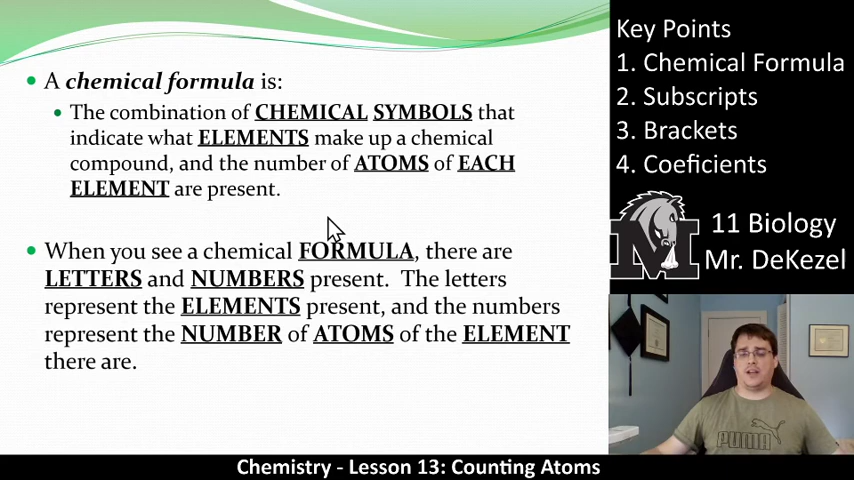 A chemical formula is:
The combination of CHEMICAL SYMBOLS that
indicate what ELEMENTS make up a chemical
compound, and the number of ATOMS of EACH
ELEMENT are present.
When you see a chemical FORMULA, there are
LETTERS and NUMBERS present. The letters
represent the ELEMENTS present, and the numbers
represent the NUMBER of ATOMS of the ELEMENT
there are.
Key Points
1. Chemical Formula
2. Subscripts
3. Brackets
4. Coeficients
M
11 Biology
Mr. DeKezel
PUMA
Chemistry - Lesson 13: Counting Atoms